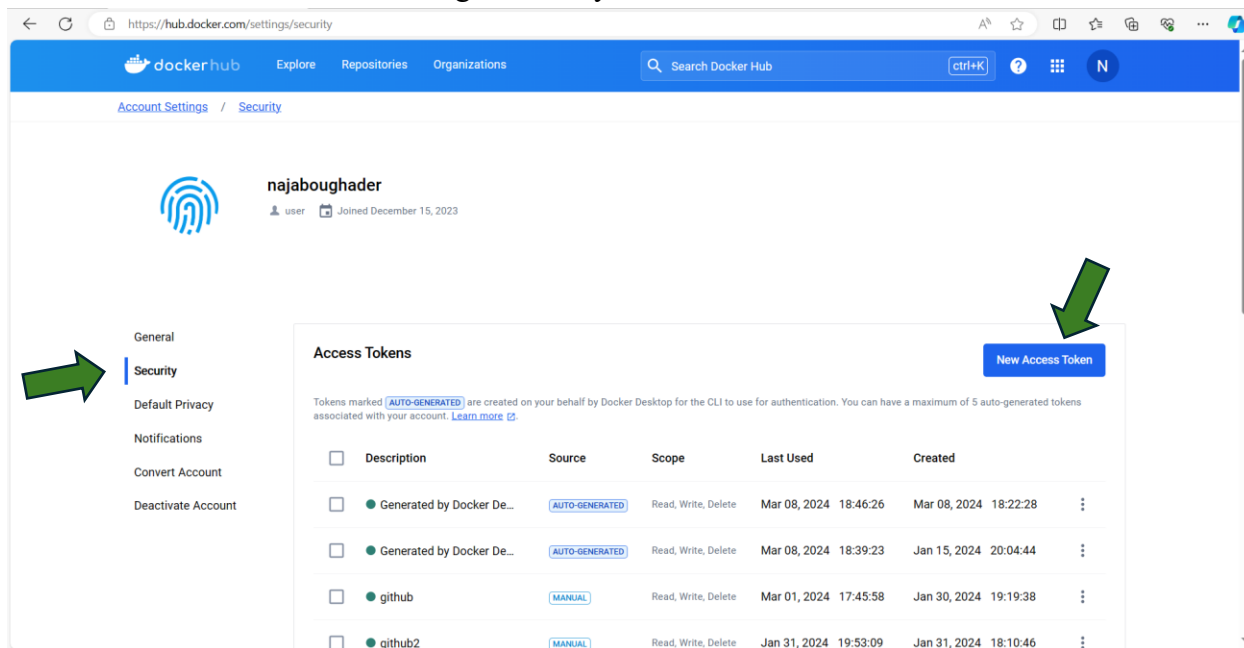 https://hub.docker.com/settings/security
dockerhub Explore Repositories Organizations Search Docker Hub ctrl+K ? N
Account Settings / Security
najaboughader
user Joined December 15, 2023
General
Security
Default Privacy
Notifications
Convert Account
Deactivate Account
Access Tokens
New Access Token
Tokens marked AUTO-GENERATED are created on your behalf by Docker Desktop for the CLI to use for authentication. You can have a maximum of 5 auto-generated tokens
associated with your account. Learn more
Description Source Scope Last Used Created
Generated by Docker De... AUTO-GENERATED Read, Write, Delete Mar 08, 2024 18:46:26 Mar 08, 2024 18:22:28
Generated by Docker De... AUTO-GENERATED Read, Write, Delete Mar 08, 2024 18:39:23 Jan 15, 2024 20:04:44
github MANUAL Read, Write, Delete Mar 01, 2024 17:45:58 Jan 30, 2024 19:19:38
github2 MANUAL Read, Write, Delete Jan 31, 2024 19:53:09 Jan 31, 2024 18:10:46